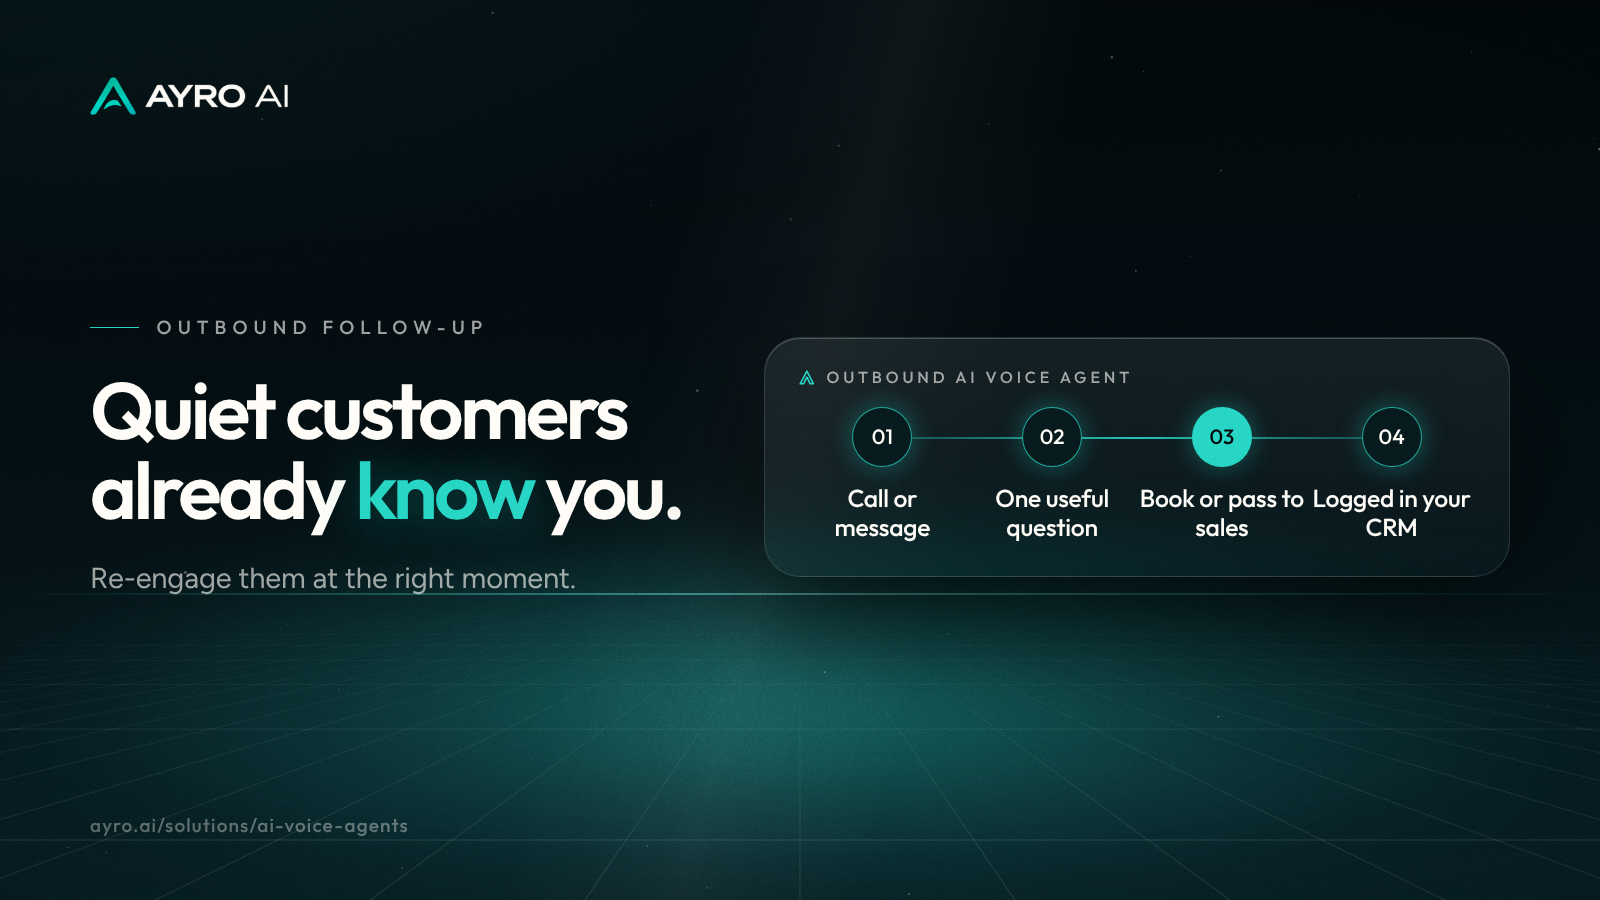 AYRO AI
OUTBOUND FOLLOW-UP
Quiet customers
already know you.
Re-engage them at the right moment.
OUTBOUND AI VOICE AGENT
01 02 03 04
Call or
message
One useful
question
Book or pass to
sales
Logged in your
CRM
ayro.ai/solutions/ai-voice-agents